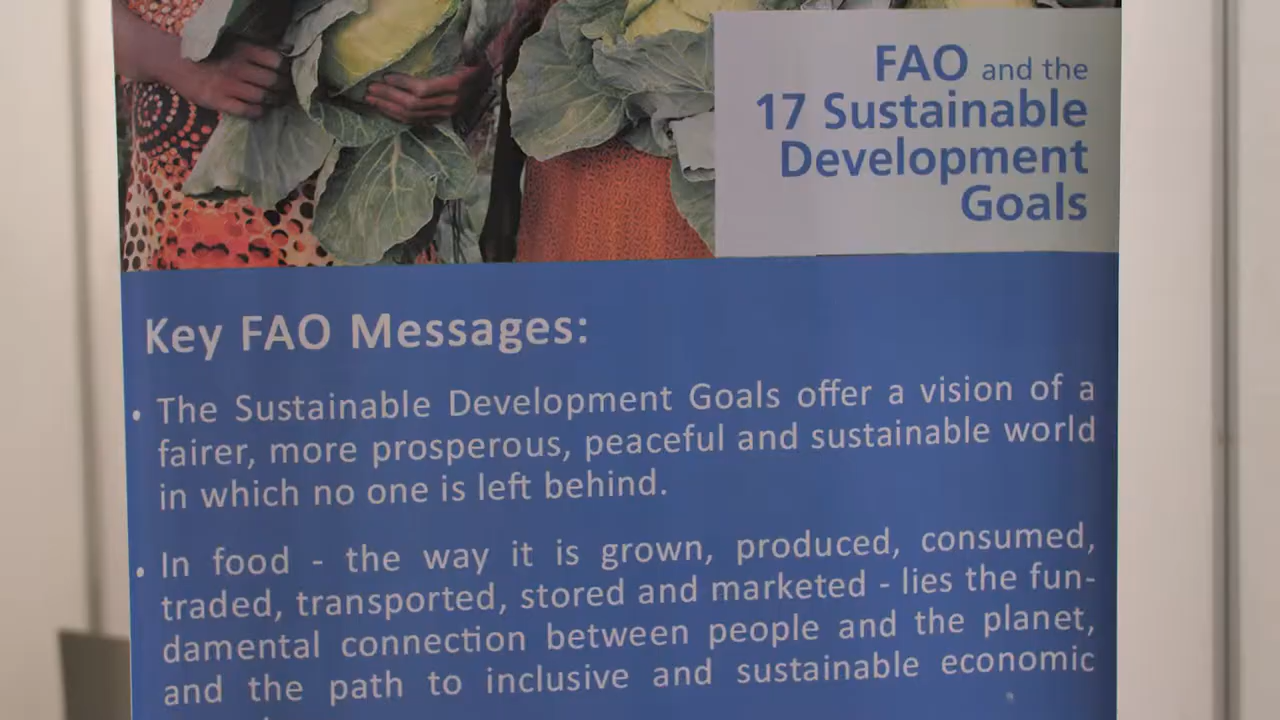 FAO and the
17 Sustainable
Development
Goals
Key FAO Messages:
• The Sustainable Development Goals offer a vision of a
fairer, more prosperous, peaceful and sustainable world
in which no one is left behind.
• In food - the way it is grown, produced, consumed,
traded, transported, stored and marketed - lies the fun-
damental connection between people and the planet,
and the path to inclusive and sustainable economic